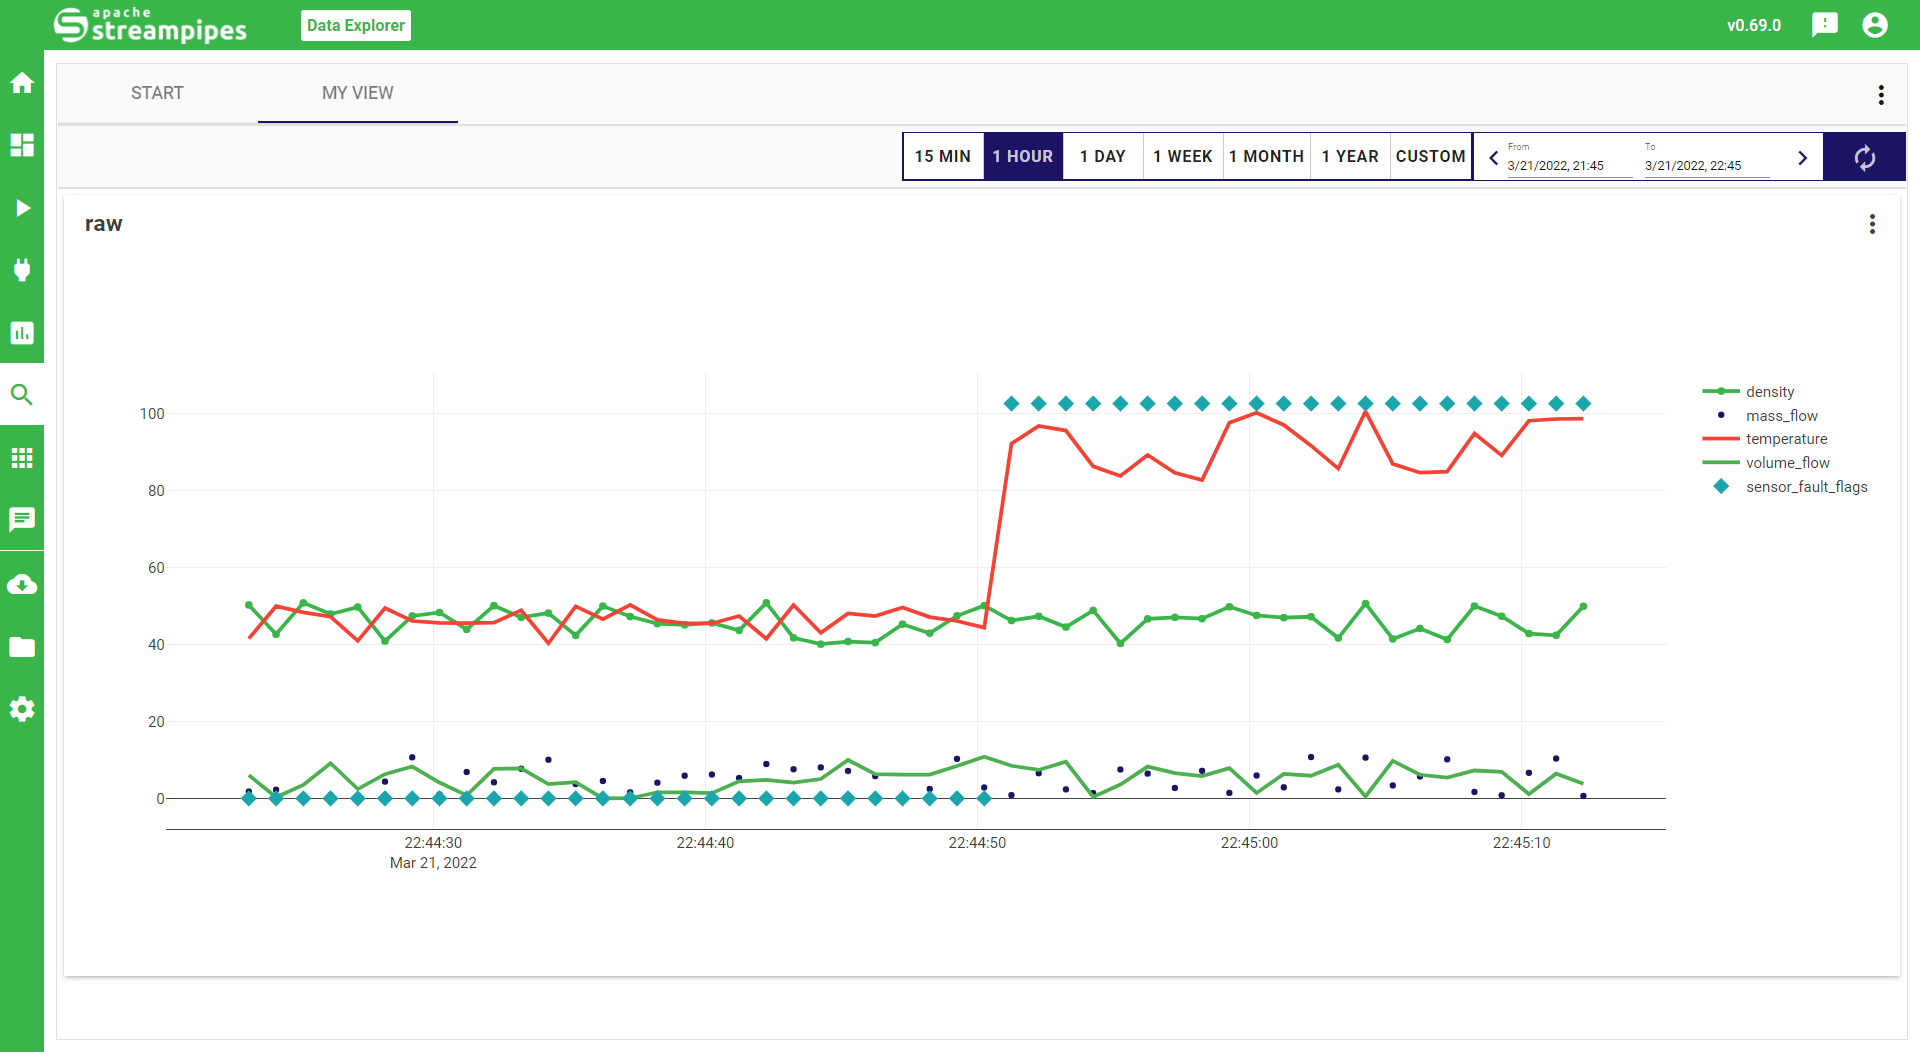 apache
streampipes
Data Explorer
v0.69.0
START
MY VIEW
15 MIN
1 HOUR
1 DAY
1 WEEK
1 MONTH
1 YEAR
CUSTOM
From
3/21/2022, 21:45
To
3/21/2022, 22:45
raw
100
80
60
40
20
0
22:44:30
Mar 21, 2022
22:44:40
22:44:50
22:45:00
22:45:10
density
mass_flow
temperature
volume_flow
sensor_fault_flags